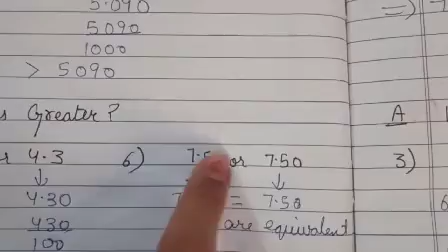 5.090
5090
1000
> 5090
Greater?
4.3 6) or 7.50
↓ ↓
4.30 = 7.50
430 are equivalent
100
=>
A
3)